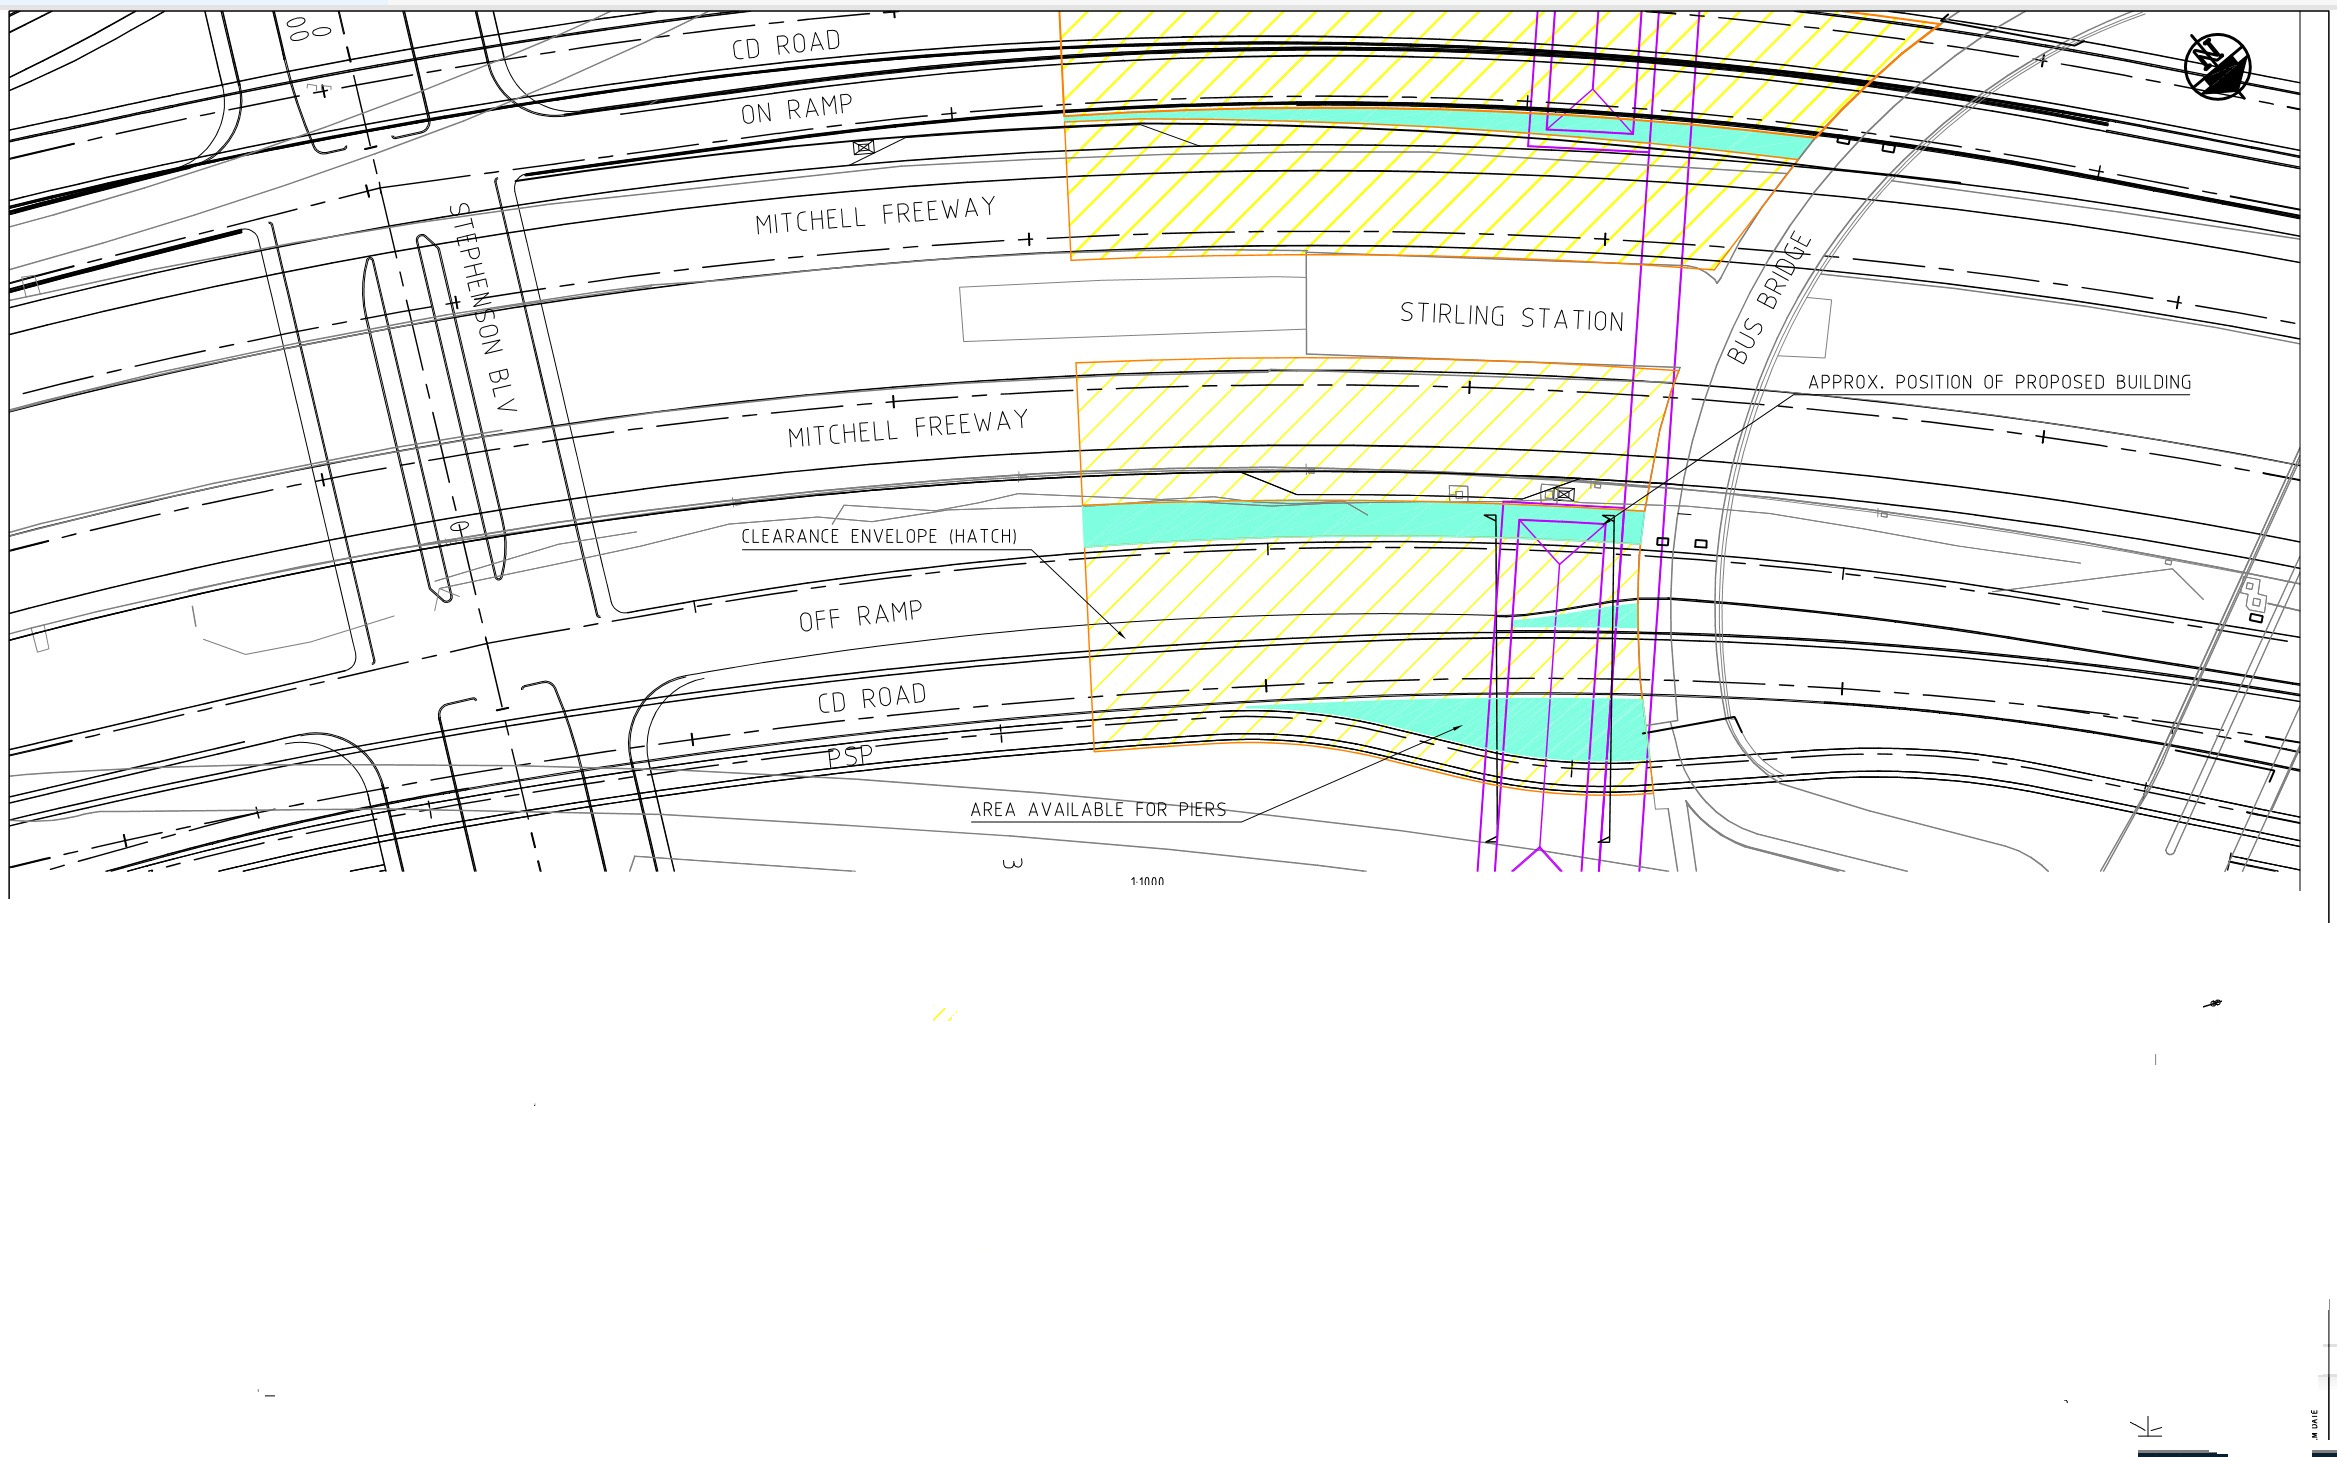 CD ROAD
ON RAMP
N
MITCHELL FREEWAY
STEPHENSON BLV
STIRLING STATION
BUS BRIDGE
APPROX. POSITION OF PROPOSED BUILDING
MITCHELL FREEWAY
CLEARANCE ENVELOPE (HATCH)
OFF RAMP
CD ROAD
PSP
AREA AVAILABLE FOR PIERS
1:1000